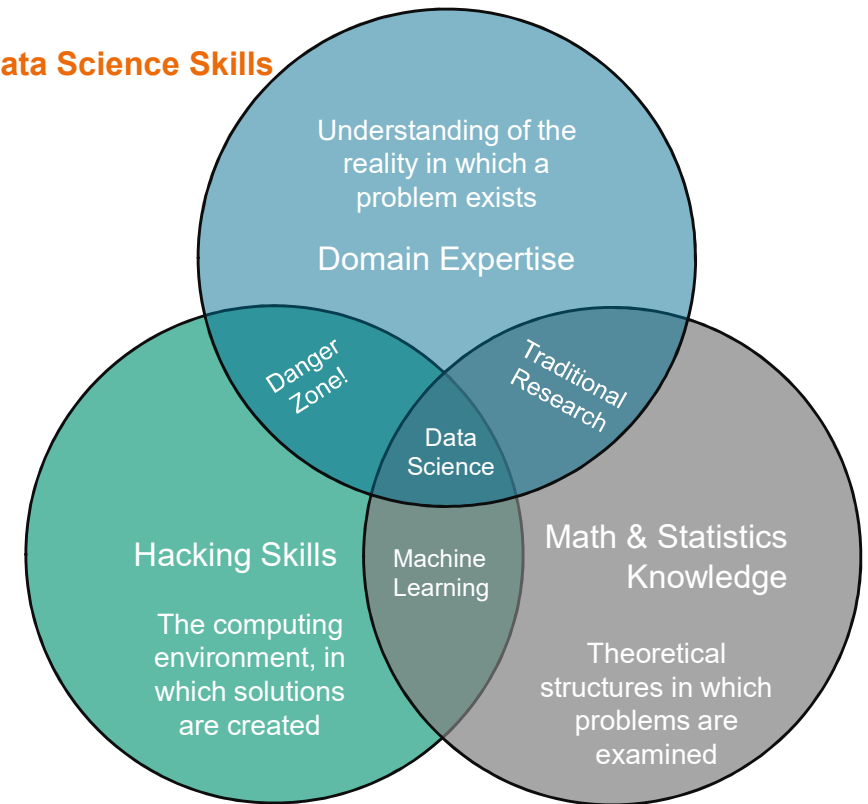 ata Science Skills
Understanding of the
reality in which a
problem exists
Domain Expertise
Danger
Zone!
Traditional
Research
Data
Science
Hacking Skills
The computing
environment, in
which solutions
are created
Machine
Learning
Math & Statistics
Knowledge
Theoretical
structures in which
problems are
examined